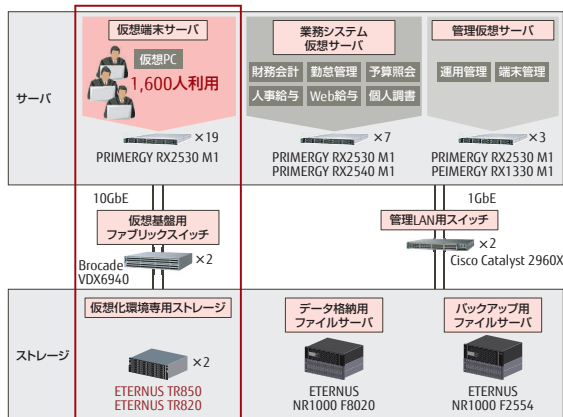 サーバ
仮想端末サーバ
仮想PC
1,600人利用
×19
PRIMERGY RX2530 M1
業務システム
仮想サーバ
財務会計
勤怠管理
予算照会
人事給与
Web給与
個人調書
×7
PRIMERGY RX2530 M1
PRIMERGY RX2540 M1
管理仮想サーバ
運用管理
端末管理
×3
PRIMERGY RX2530 M1
PEIMERGY RX1330 M1
10GbE
仮想基盤用
ファブリックスイッチ
×2
Brocade
VDX6940
1GbE
管理LAN用スイッチ
×2
Cisco Catalyst 2960X
ストレージ
仮想化環境専用ストレージ
×2
ETERNUS TR850
ETERNUS TR820
データ格納用
ファイルサーバ
ETERNUS
NR1000 F8020
バックアップ用
ファイルサーバ
ETERNUS
NR1000 F2554